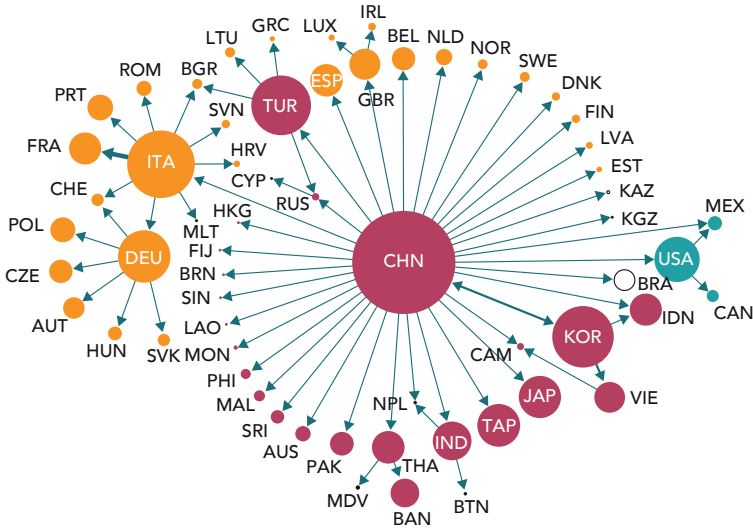 IRL
LUX
GRC
LTU
BEL
NLD
NOR
SWE
ROM
BGR
ESP
GBR
DNK
PRT
TUR
FIN
SVN
FRA
ITA
HRV
LVA
EST
CYP
CHE
RUS
KAZ
HKG
KGZ
MEX
POL
MLT
FIJ
DEU
CHN
USA
CZE
BRN
BRA
SIN
CAN
AUT
LAO
IDN
HUN
SVK
MON
KOR
CAM
PHI
MAL
NPL
JAP
VIE
SRI
TAP
AUS
IND
PAK
THA
MDV
BTN
BAN